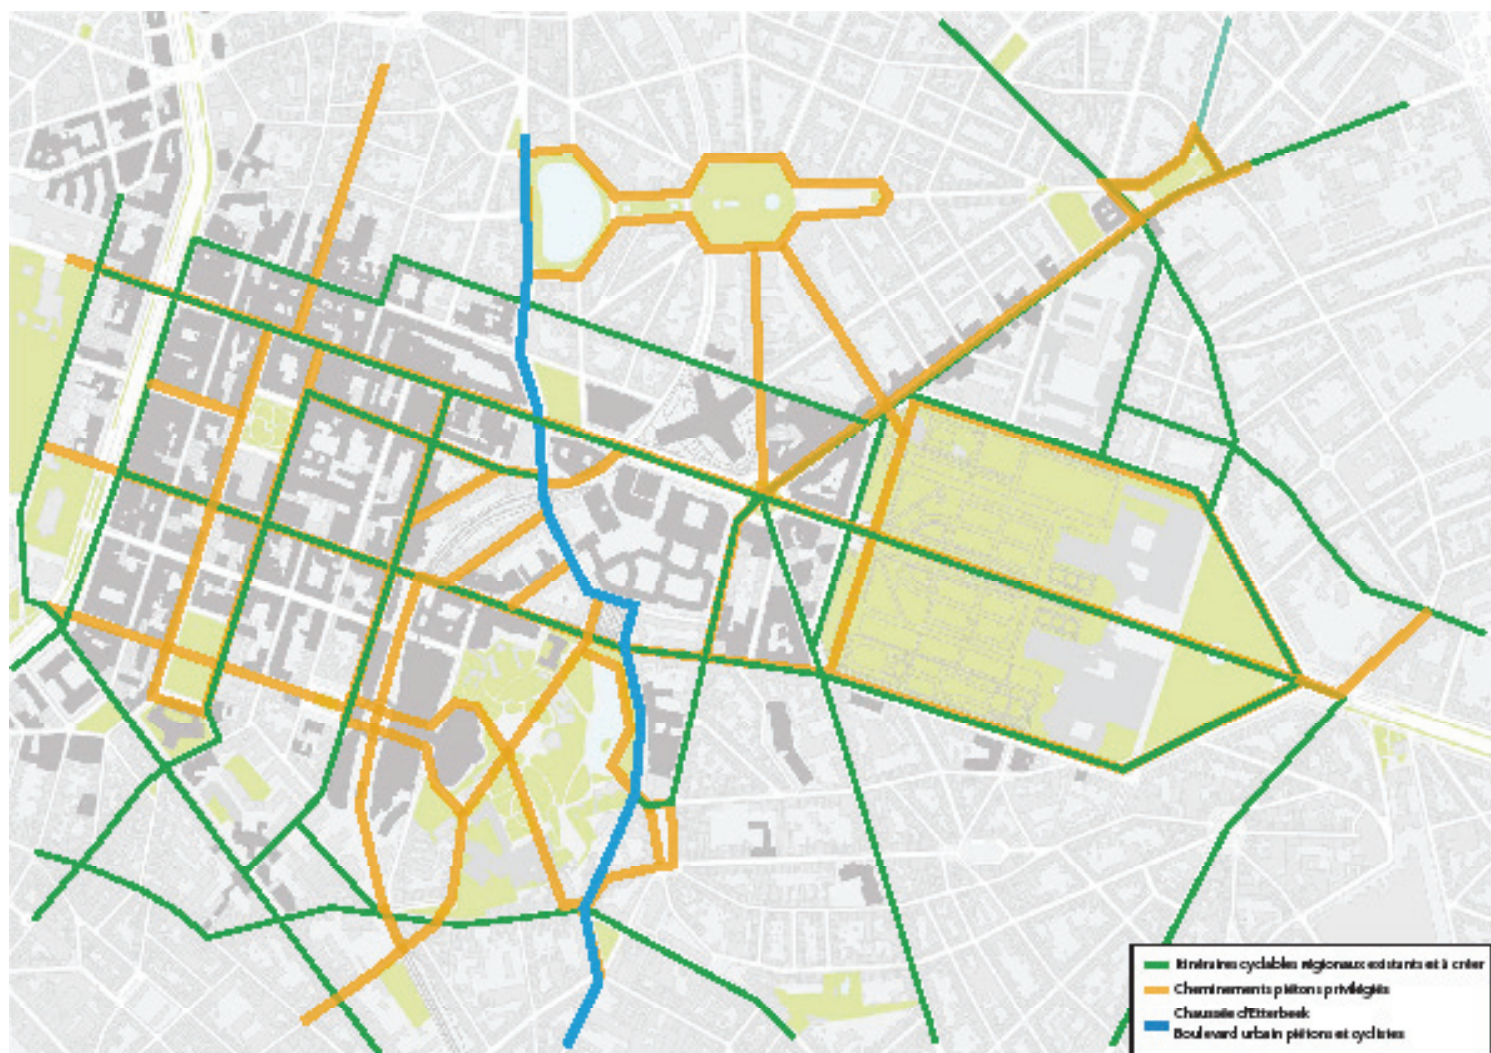 Itinéraires cyclables régionaux existants et à créer
Cheminements piétons privilégiés
Chaussée d'Etterbeek
Boulevard urbain piétons et cyclistes